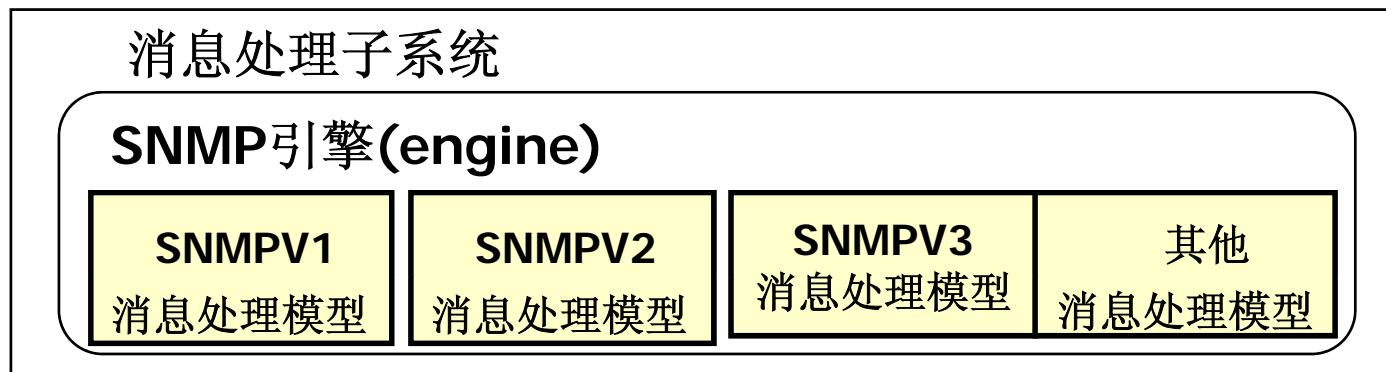 消息处理子系统
SNMP引擎(engine)
SNMPV1
消息处理模型
SNMPV2
消息处理模型
SNMPV3
消息处理模型
其他
消息处理模型